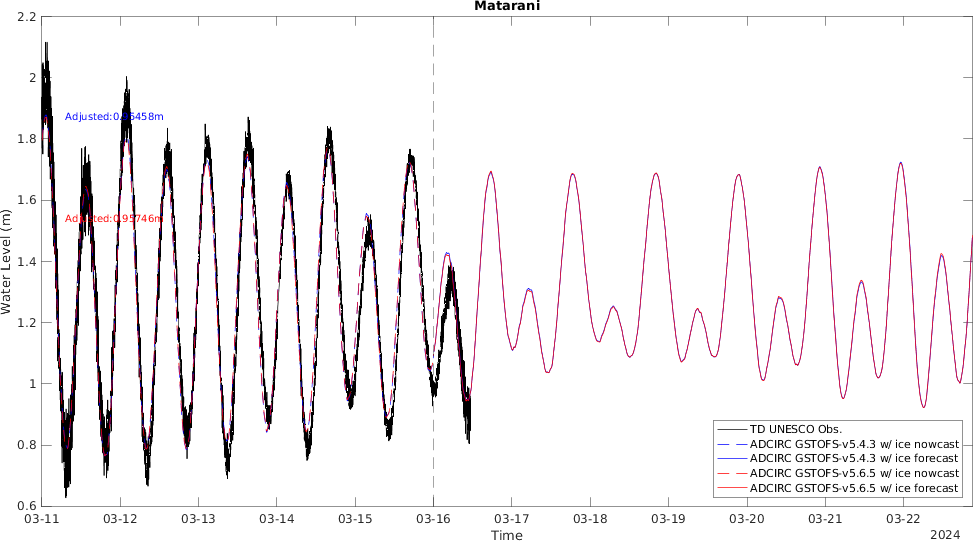 Matarani
Water Level (m)
2.2
2
1.8
1.6
1.4
1.2
1
0.8
0.6
Adjusted:0.96458m
Adjusted:0.95746m
TD UNESCO Obs.
ADCIRC GSTOFS-v5.4.3 w/ ice nowcast
ADCIRC GSTOFS-v5.4.3 w/ ice forecast
ADCIRC GSTOFS-v5.6.5 w/ ice nowcast
ADCIRC GSTOFS-v5.6.5 w/ ice forecast
03-11 03-12 03-13 03-14 03-15 03-16 03-17 03-18 03-19 03-20 03-21 03-22
Time
2024